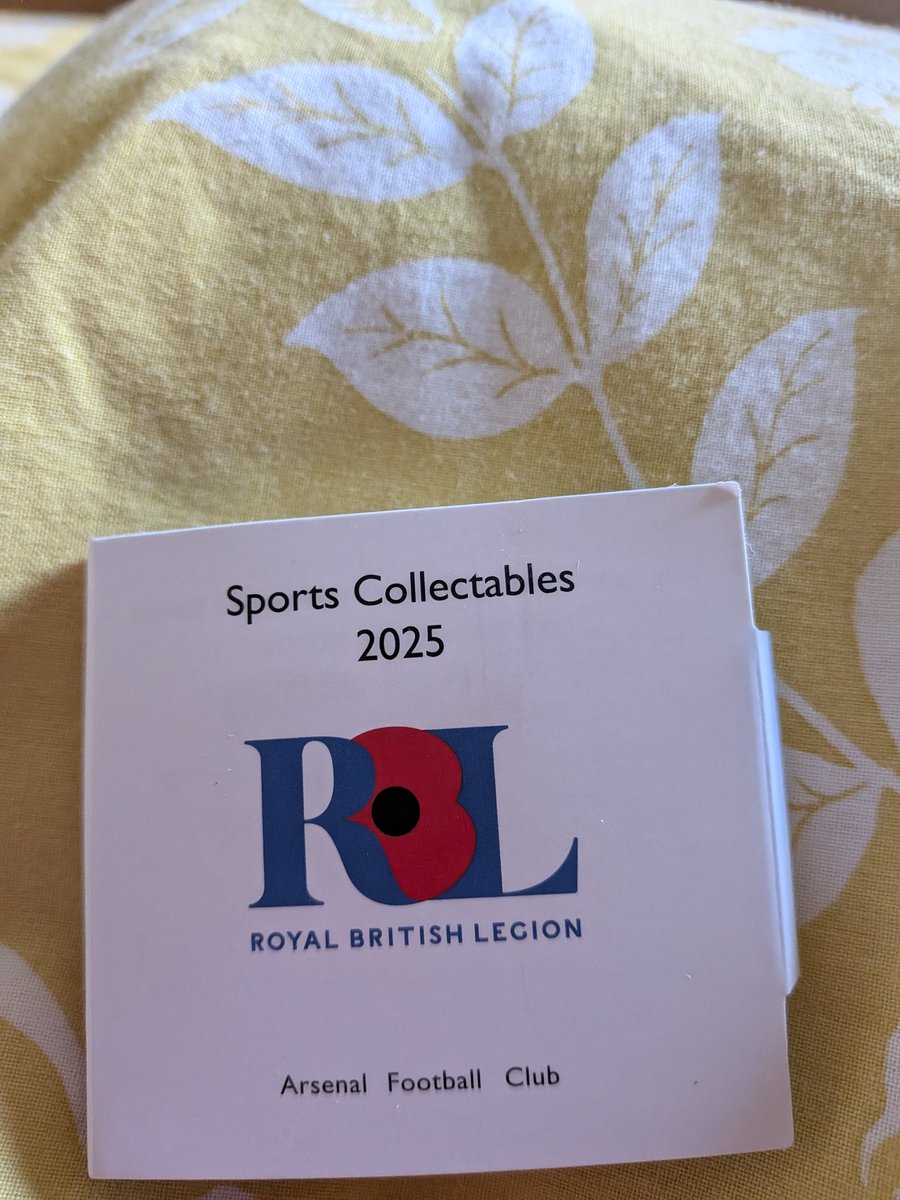 Sports Collectables
2025
RBL
ROYAL BRITISH LEGION
Arsenal Football Club